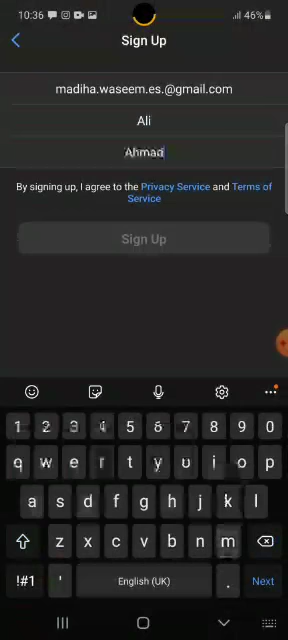 10:36 46%
Sign Up
madiha.waseem.es.@gmail.com
Ali
Ahmad
By signing up, I agree to the Privacy Service and Terms of
Service
Sign Up
1 2 3 4 5 6 7 8 9 0
q w e r t y u i o p
a s d f g h j k l
z x c v b n m
!#1 ' English (UK) . Next